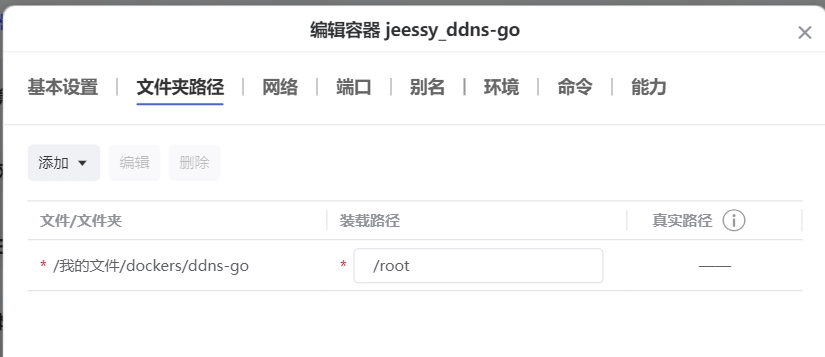 编辑容器 jeessy_ddns-go
基本设置 | 文件夹路径 | 网络 | 端口 | 别名 | 环境 | 命令 | 能力
添加 编辑 删除
文件/文件夹 装载路径 真实路径
* /我的文件/dockers/ddns-go * /root ——